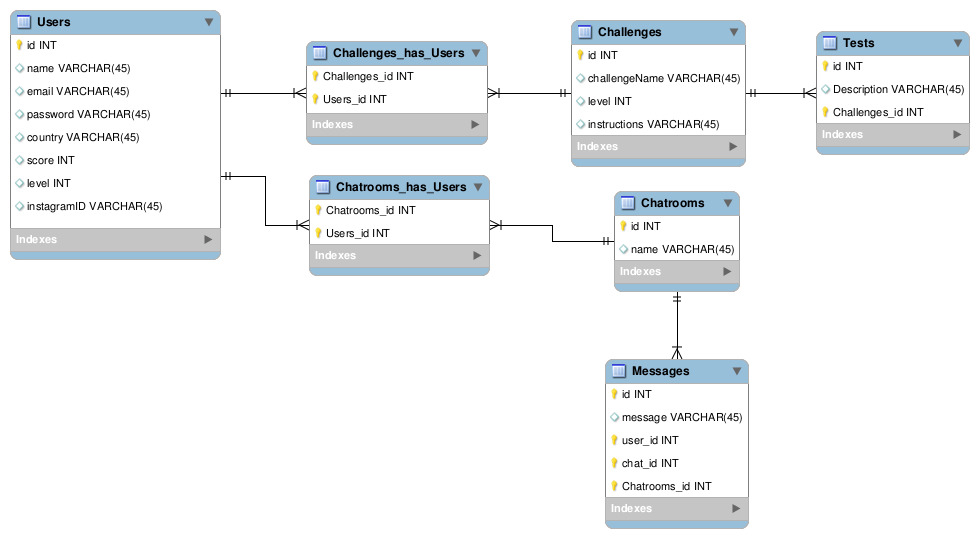 Users
id INT
name VARCHAR(45)
email VARCHAR(45)
password VARCHAR(45)
country VARCHAR(45)
score INT
level INT
instagramID VARCHAR(45)
Indexes
Challenges_has_Users
Challenges_id INT
Users_id INT
Indexes
Challenges
id INT
challengeName VARCHAR(45)
level INT
instructions VARCHAR(45)
Indexes
Tests
id INT
Description VARCHAR(45)
Challenges_id INT
Indexes
Chatrooms_has_Users
Chatrooms_id INT
Users_id INT
Indexes
Chatrooms
id INT
name VARCHAR(45)
Indexes
Messages
id INT
message VARCHAR(45)
user_id INT
chat_id INT
Chatrooms_id INT
Indexes